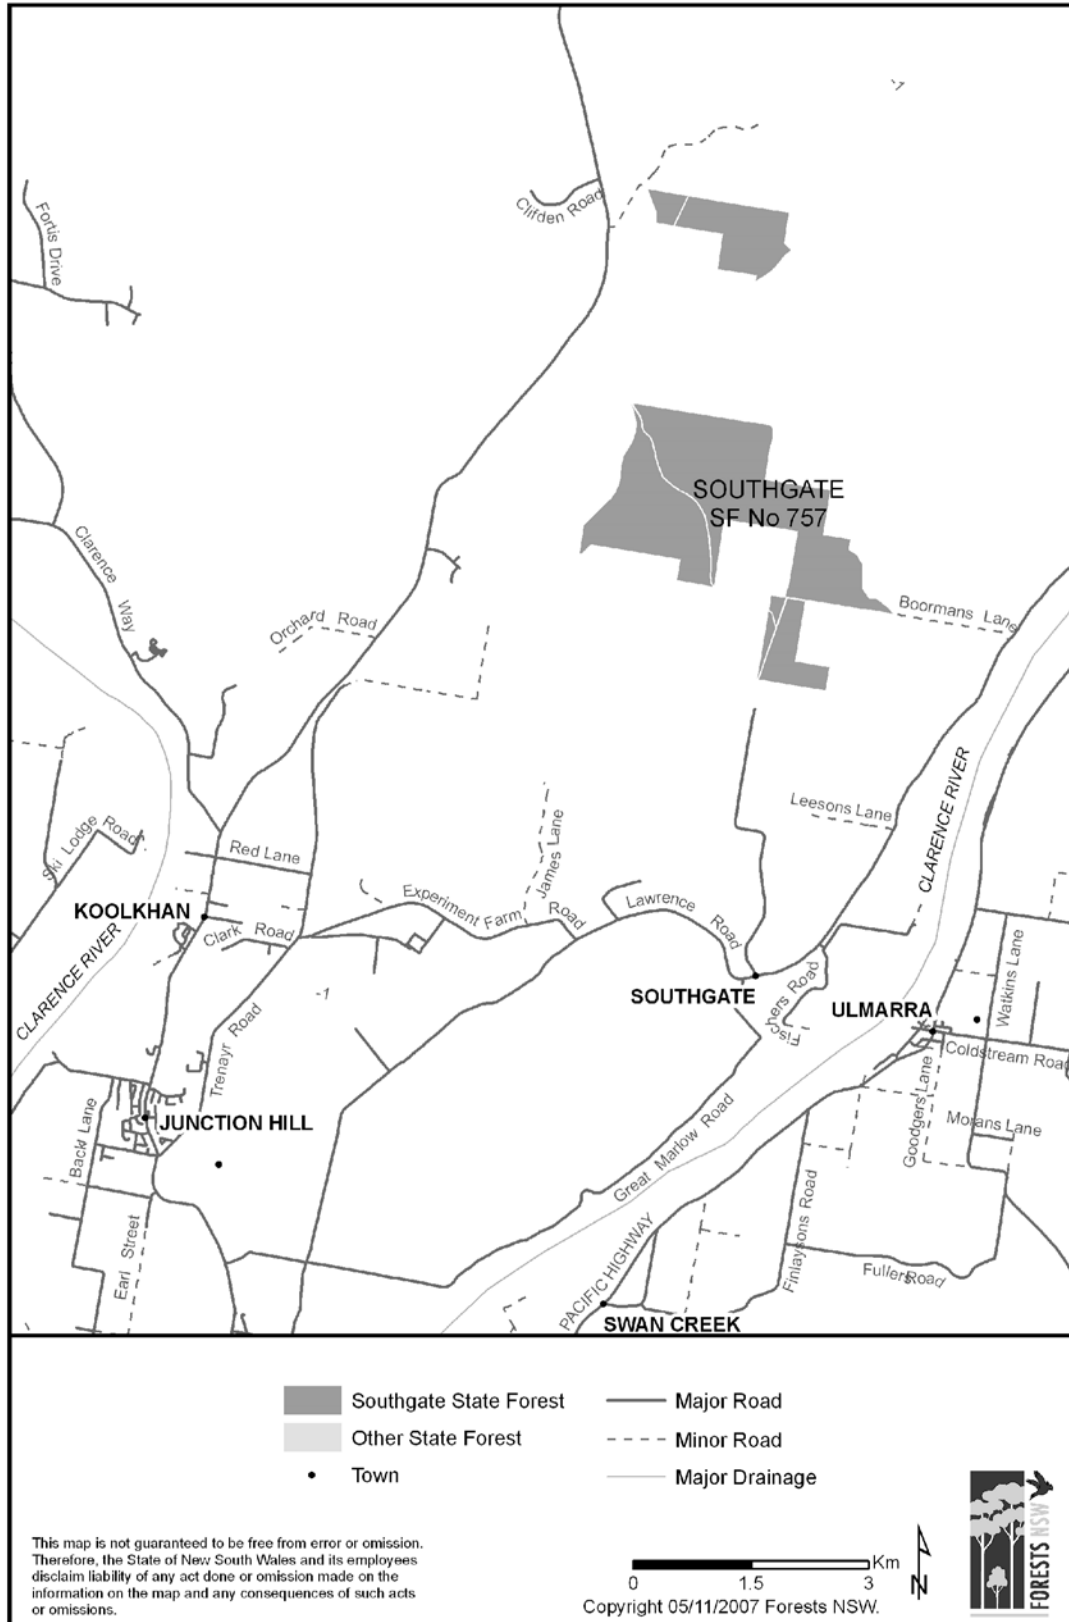 Clifden Road
Fortis Drive
SOUTHGATE
SF No 757
Clarence Way
Orchard Road
Boormans Lane
CLARENCE RIVER
Leesons Lane
Ski Lodge Road
Red Lane
James Lane
KOOLKHAN
Experiment Farm Road
Lawrence Road
Clark Road
CLARENCE RIVER
SOUTHGATE
Fischers Road
ULMARRA
Watkins Lane
-1
Trenayr Road
Coldstream Road
Goodgers Lane
Morans Lane
JUNCTION HILL
Back Lane
Great Marlow Road
Earl Street
PACIFIC HIGHWAY
Finlaysons Road
Fullers Road
SWAN CREEK
Southgate State Forest
Major Road
Other State Forest
Minor Road
Town
Major Drainage
This map is not guaranteed to be free from error or omission.
Therefore, the State of New South Wales and its employees
disclaim liability of any act done or omission made on the
information on the map and any consequences of such acts
or omissions.
Km
0 1.5 3
N
Copyright 05/11/2007 Forests NSW.
FORESTS NSW